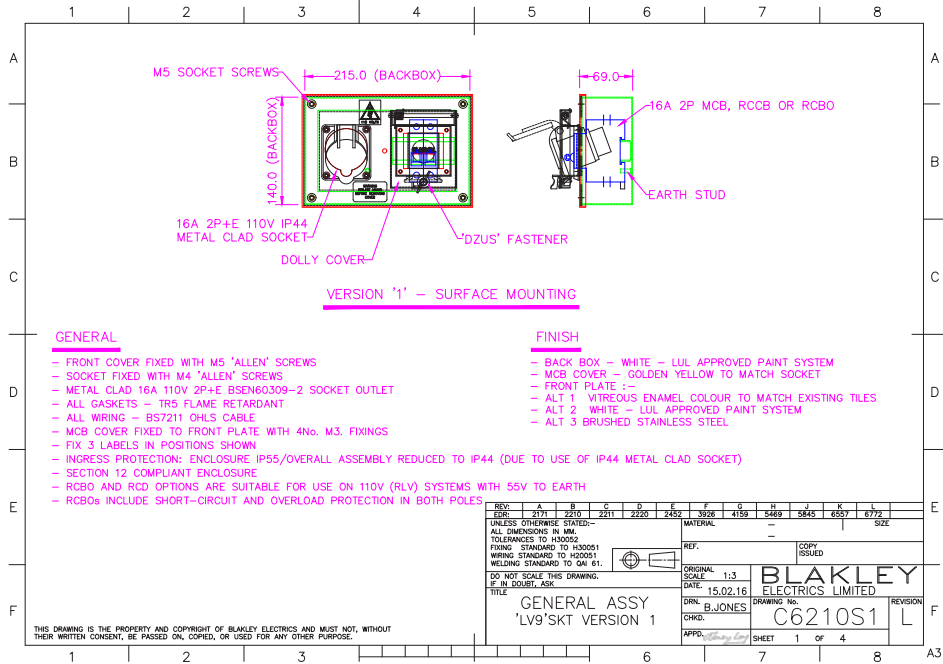 1 2 3 4 5 6 7 8
A A
B B
C C
D D
E E
F F
M5 SOCKET SCREWS
215.0 (BACKBOX)
140.0 (BACKBOX)
69.0
16A 2P MCB, RCCB OR RCBO
EARTH STUD
16A 2P+E 110V IP44
METAL CLAD SOCKET
DOLLY COVER
'DZUS' FASTENER
VERSION '1' – SURFACE MOUNTING
GENERAL
– FRONT COVER FIXED WITH M5 'ALLEN' SCREWS
– SOCKET FIXED WITH M4 'ALLEN' SCREWS
– METAL CLAD 16A 110V 2P+E BSEN60309–2 SOCKET OUTLET
– ALL GASKETS – TR5 FLAME RETARDANT
– ALL WIRING – BS7211 OHLS CABLE
– MCB COVER FIXED TO FRONT PLATE WITH 4No. M3. FIXINGS
– FIX 3 LABELS IN POSITIONS SHOWN
– INGRESS PROTECTION: ENCLOSURE IP55/OVERALL ASSEMBLY REDUCED TO IP44 (DUE TO USE OF IP44 METAL CLAD SOCKET)
– SECTION 12 COMPLIANT ENCLOSURE
– RCBO AND RCD OPTIONS ARE SUITABLE FOR USE ON 110V (RLV) SYSTEMS WITH 55V TO EARTH
– RCBOs INCLUDE SHORT–CIRCUIT AND OVERLOAD PROTECTION IN BOTH POLES
FINISH
– BACK BOX – WHITE – LUL APPROVED PAINT SYSTEM
– MCB COVER – GOLDEN YELLOW TO MATCH SOCKET
– FRONT PLATE :–
– ALT 1 VITREOUS ENAMEL COLOUR TO MATCH EXISTING TILES
– ALT 2 WHITE – LUL APPROVED PAINT SYSTEM
– ALT 3 BRUSHED STAINLESS STEEL
REV: A B C D E F G H J K L
EDR: 2171 2210 2211 2220 2452 3926 4159 5469 5845 6557 6772
UNLESS OTHERWISE STATED:–
ALL DIMENSIONS IN MM.
TOLERANCES TO H30052
FIXING STANDARD TO H30051
WIRING STANDARD TO H20051
WELDING STANDARD TO QAI 61.
DO NOT SCALE THIS DRAWING.
IF IN DOUBT, ASK
MATERIAL – SIZE
–
REF. COPY
ISSUED
ORIGINAL
SCALE 1:3
DATE. 15.02.16
BLAKLEY
ELECTRICS LIMITED
TITLE
GENERAL ASSY
'LV9'SKT VERSION 1
DRN. B.JONES
CHKD.
APPD.
DRAWING No.
C6210S1
REVISION
L
SHEET 1 OF 4
THIS DRAWING IS THE PROPERTY AND COPYRIGHT OF BLAKLEY ELECTRICS AND MUST NOT, WITHOUT
THEIR WRITTEN CONSENT, BE PASSED ON, COPIED, OR USED FOR ANY OTHER PURPOSE.
1 2 3 4 5 6 7 8
A3